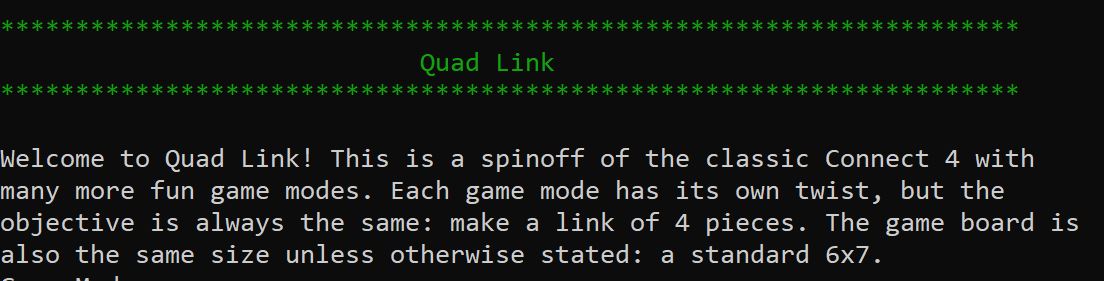 ********************************************************************
Quad Link
********************************************************************
Welcome to Quad Link! This is a spinoff of the classic Connect 4 with
many more fun game modes. Each game mode has its own twist, but the
objective is always the same: make a link of 4 pieces. The game board is
also the same size unless otherwise stated: a standard 6x7.